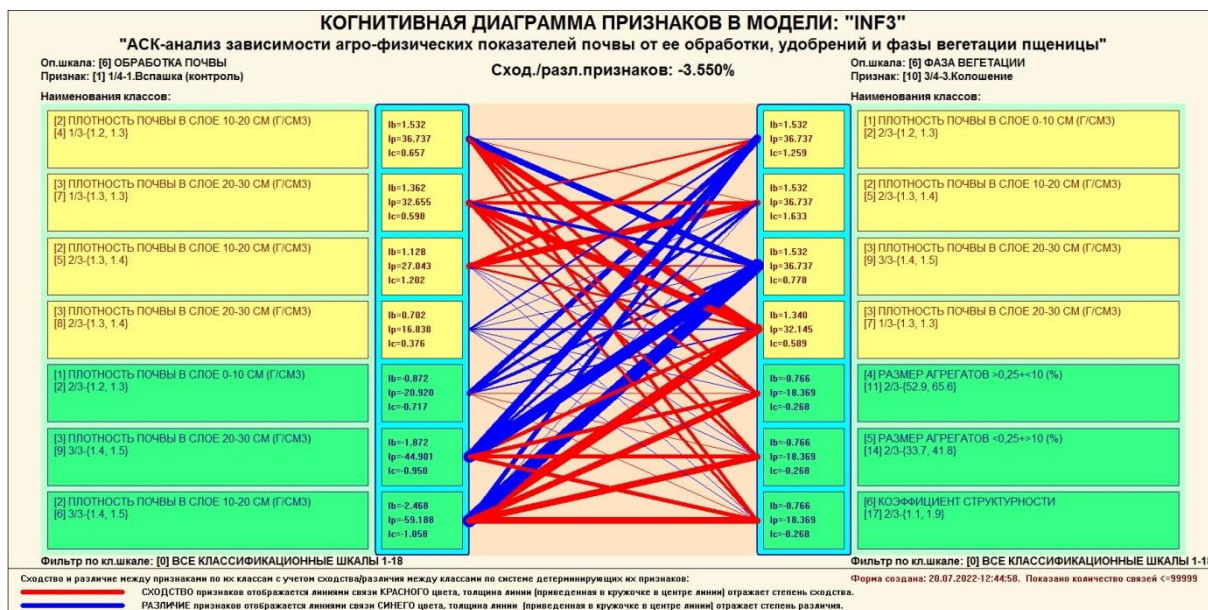 КОГНИТИВНАЯ ДИАГРАММА ПРИЗНАКОВ В МОДЕЛИ: "INF3"
"АСК-анализ зависимости агро-физических показателей почвы от ее обработки, удобрений и фазы вегетации пщеницы"
Оп.шкала: [6] ОБРАБОТКА ПОЧВЫ
Признак: [1] 1/4-1.Вспашка (контроль)
Сход./разл.признаков: -3.550%
Оп.шкала: [6] ФАЗА ВЕГЕТАЦИИ
Признак: [10] 3/4-3.Колошение
Наименования классов:
[2] ПЛОТНОСТЬ ПОЧВЫ В СЛОЕ 10-20 СМ (Г/СМ3)
[4] 1/3-{1.2, 1.3}
Ib=1.532
Ip=36.737
Ic=0.657
[3] ПЛОТНОСТЬ ПОЧВЫ В СЛОЕ 20-30 СМ (Г/СМ3)
[7] 1/3-{1.3, 1.3}
Ib=1.362
Ip=32.655
Ic=0.598
[2] ПЛОТНОСТЬ ПОЧВЫ В СЛОЕ 10-20 СМ (Г/СМ3)
[5] 2/3-{1.3, 1.4}
Ib=1.128
Ip=27.043
Ic=1.202
[3] ПЛОТНОСТЬ ПОЧВЫ В СЛОЕ 20-30 СМ (Г/СМ3)
[8] 2/3-{1.3, 1.4}
Ib=0.702
Ip=16.838
Ic=0.376
[1] ПЛОТНОСТЬ ПОЧВЫ В СЛОЕ 0-10 СМ (Г/СМ3)
[2] 2/3-{1.2, 1.3}
Ib=-0.872
Ip=-20.920
Ic=-0.717
[3] ПЛОТНОСТЬ ПОЧВЫ В СЛОЕ 20-30 СМ (Г/СМ3)
[9] 3/3-{1.4, 1.5}
Ib=-1.872
Ip=-44.901
Ic=-0.950
[2] ПЛОТНОСТЬ ПОЧВЫ В СЛОЕ 10-20 СМ (Г/СМ3)
[6] 3/3-{1.4, 1.5}
Ib=-2.468
Ip=-59.188
Ic=-1.058
Фильтр по кл.шкале: [0] ВСЕ КЛАССИФИКАЦИОННЫЕ ШКАЛЫ 1-18
Наименования классов:
Ib=1.532
Ip=36.737
Ic=1.259
[1] ПЛОТНОСТЬ ПОЧВЫ В СЛОЕ 0-10 СМ (Г/СМ3)
[2] 2/3-{1.2, 1.3}
Ib=1.532
Ip=36.737
Ic=1.633
[2] ПЛОТНОСТЬ ПОЧВЫ В СЛОЕ 10-20 СМ (Г/СМ3)
[5] 2/3-{1.3, 1.4}
Ib=1.532
Ip=36.737
Ic=0.778
[3] ПЛОТНОСТЬ ПОЧВЫ В СЛОЕ 20-30 СМ (Г/СМ3)
[9] 3/3-{1.4, 1.5}
Ib=1.340
Ip=32.145
Ic=0.589
[3] ПЛОТНОСТЬ ПОЧВЫ В СЛОЕ 20-30 СМ (Г/СМ3)
[7] 1/3-{1.3, 1.3}
Ib=-0.766
Ip=-18.369
Ic=-0.268
[4] РАЗМЕР АГРЕГАТОВ >0,25+<10 (%)
[11] 2/3-{52.9, 65.6}
Ib=-0.766
Ip=-18.369
Ic=-0.268
[5] РАЗМЕР АГРЕГАТОВ <0,25+>10 (%)
[14] 2/3-{33.7, 41.8}
Ib=-0.766
Ip=-18.369
Ic=-0.268
[6] КОЭФФИЦИЕНТ СТРУКТУРНОСТИ
[17] 2/3-{1.1, 1.9}
Фильтр по кл.шкале: [0] ВСЕ КЛАССИФИКАЦИОННЫЕ ШКАЛЫ 1-18
Сходство и различие между признаками по их классам с учетом сходства/различия между классами по системе детерминирующих их признаков:
Форма создана: 20.07.2022-12:44:58. Показано количество связей <=99999
СХОДСТВО признаков отображается линиями связи КРАСНОГО цвета, толщина линии (приведенная в кружочке в центре линии) отражает степень сходства.
РАЗЛИЧИЕ признаков отображается линиями связи СИНЕГО цвета, толщина линии (приведенная в кружочке в центре линии) отражает степень различия.